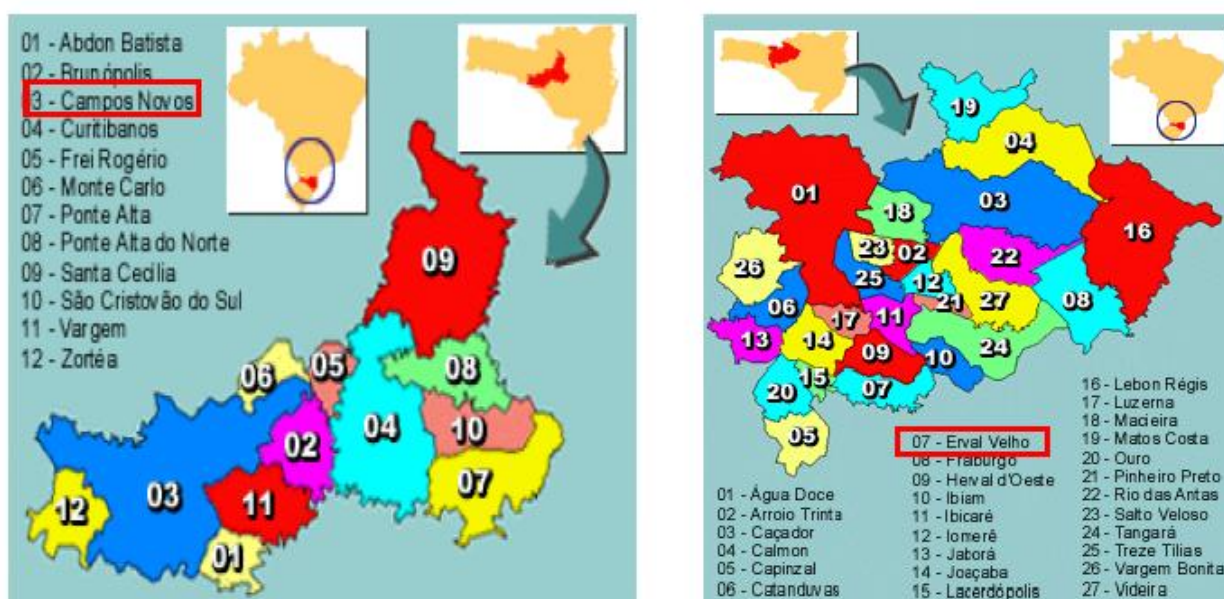 01 - Abdon Batista
02 - Brunópolis
03 - Campos Novos
04 - Curitibanos
05 - Frei Rogério
06 - Monte Carlo
07 - Ponte Alta
08 - Ponte Alta do Norte
09 - Santa Cecília
10 - São Cristovão do Sul
11 - Vargem
12 - Zortéa
09
06
05
08
02
04
10
07
12
03
11
01
19
04
01
03
18
16
23
02
22
26
25
12
08
06
21
27
17
11
13
14
24
09
10
20
15
07
05
01 - Água Doce
02 - Arroio Trinta
03 - Caçador
04 - Calmon
05 - Capinzal
06 - Catanduvas
07 - Erval Velho
08 - Fraiburgo
09 - Herval d'Oeste
10 - Ibiam
11 - Ibicaré
12 - Iomerê
13 - Jaborá
14 - Joaçaba
15 - Lacerdópolis
16 - Lebon Régis
17 - Luzerna
18 - Macieira
19 - Matos Costa
20 - Ouro
21 - Pinheiro Preto
22 - Rio das Antas
23 - Salto Veloso
24 - Tangará
25 - Treze Tílias
26 - Vargem Bonita
27 - Videira